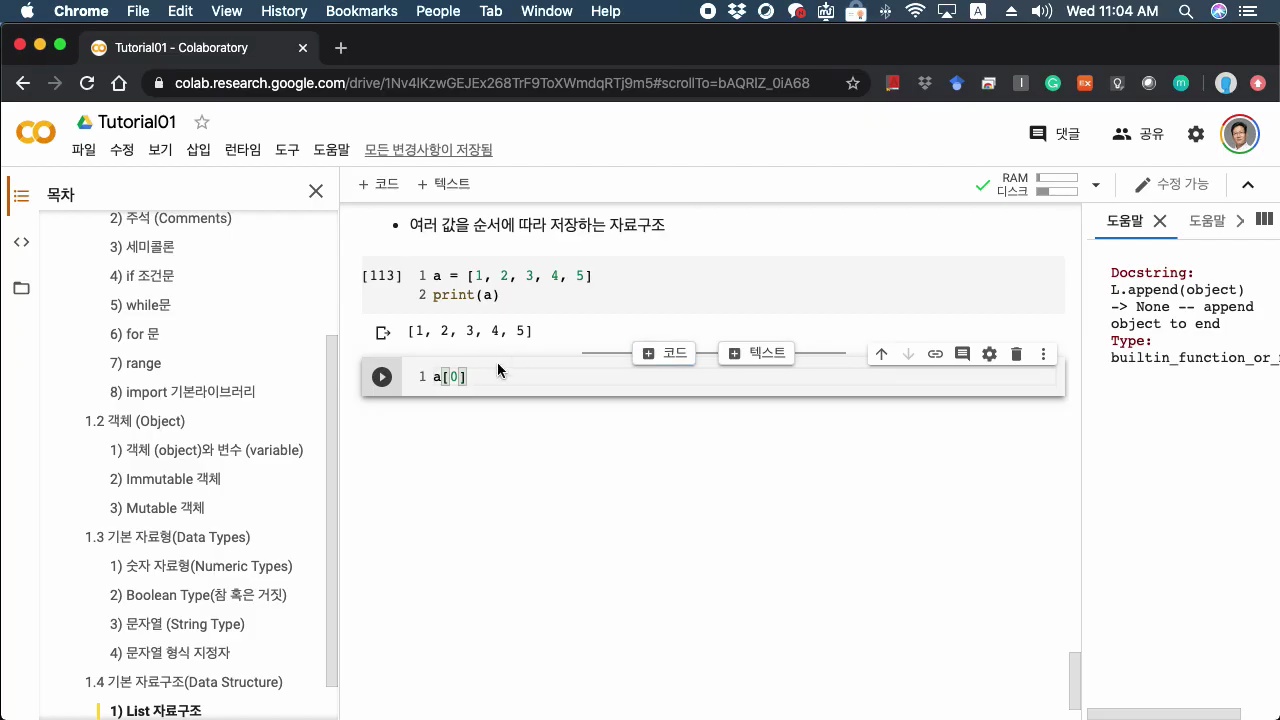 Chrome File Edit View History Bookmarks People Tab Window Help A Wed 11:04 AM
Tutorial01 - Colaboratory
colab.research.google.com/drive/1Nv4lKzwGEJEx268TrF9ToXWmdqRTj9m5#scrollTo=bAQRlZ_0iA68
Tutorial01
댓글 공유
파일 수정 보기 삽입 런타임 도구 도움말 모든 변경사항이 저장됨
목차
+ 코드 + 텍스트
RAM
디스크
수정 가능
2) 주석 (Comments)
3) 세미콜론
4) if 조건문
5) while문
6) for 문
7) range
8) import 기본라이브러리
1.2 객체 (Object)
1) 객체 (object)와 변수 (variable)
2) Immutable 객체
3) Mutable 객체
1.3 기본 자료형(Data Types)
1) 숫자 자료형(Numeric Types)
2) Boolean Type(참 혹은 거짓)
3) 문자열 (String Type)
4) 문자열 형식 지정자
1.4 기본 자료구조(Data Structure)
1) List 자료구조
• 여러 값을 순서에 따라 저장하는 자료구조
[113] 1 a = [1, 2, 3, 4, 5]
2 print(a)
[1, 2, 3, 4, 5]
코드 텍스트
1 a[0]
도움말 도움말
Docstring:
L.append(object)
-> None -- append
object to end
Type:
builtin_function_or_